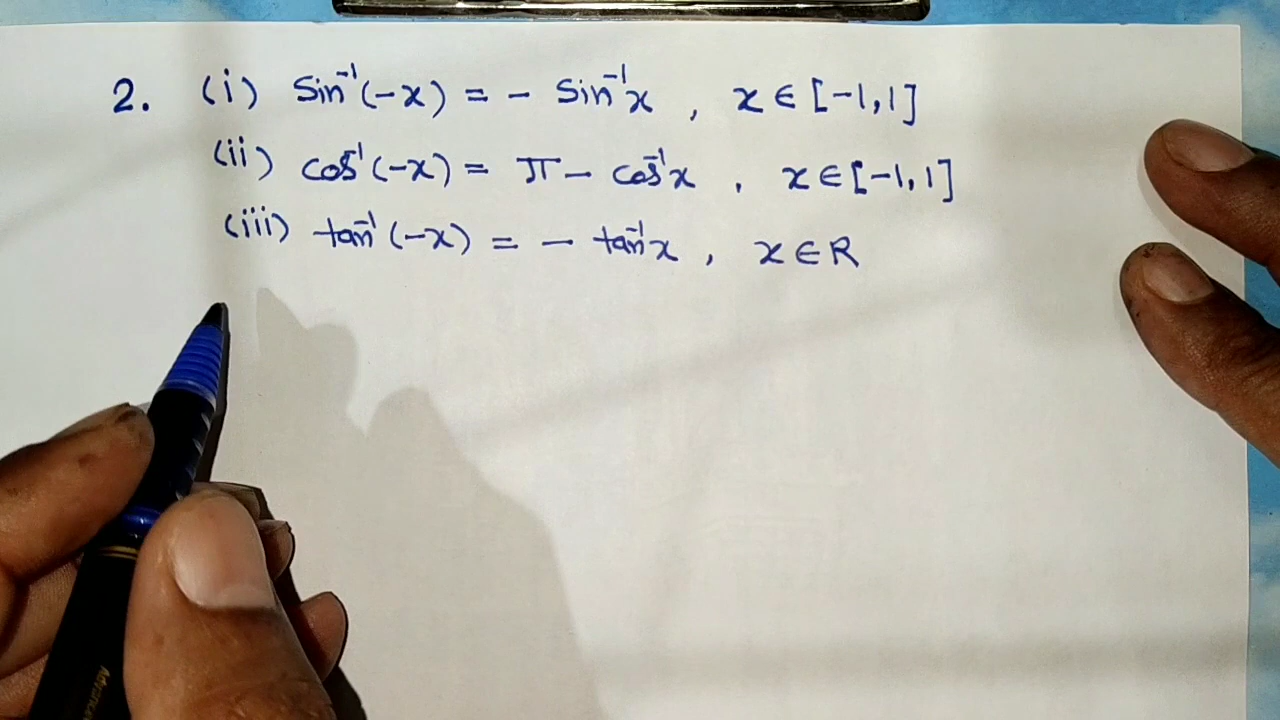 2. (i) Sin⁻¹(-x) = - Sin⁻¹x , x ∈ [-1,1]
(ii) cos⁻¹(-x) = π - cos⁻¹x , x ∈ [-1,1]
(iii) tan⁻¹(-x) = - tan⁻¹x , x ∈ R